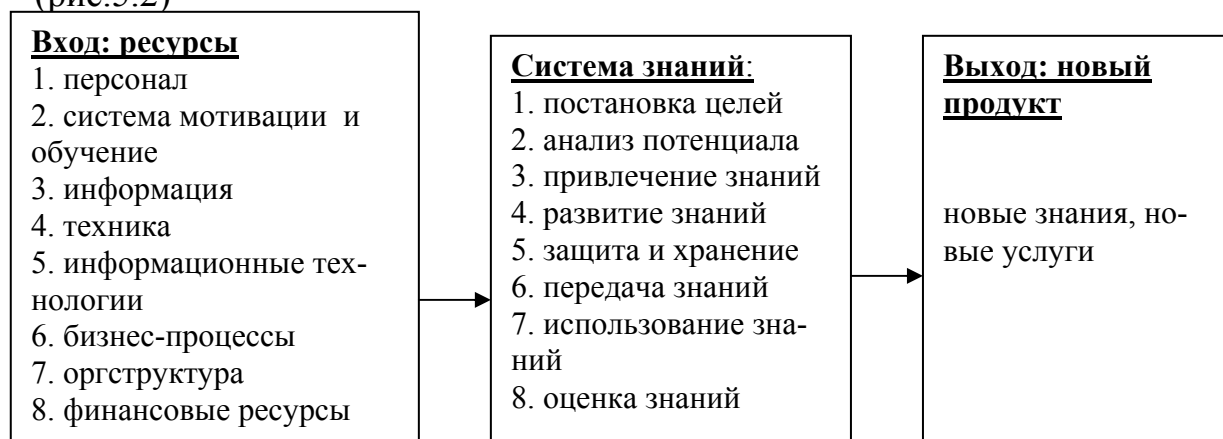 (рис.3.2)
Вход: ресурсы
1. персонал
2. система мотивации и
обучение
3. информация
4. техника
5. информационные тех-
нологии
6. бизнес-процессы
7. оргструктура
8. финансовые ресурсы
Система знаний:
1. постановка целей
2. анализ потенциала
3. привлечение знаний
4. развитие знаний
5. защита и хранение
6. передача знаний
7. использование зна-
ний
8. оценка знаний
Выход: новый
продукт
новые знания, но-
вые услуги